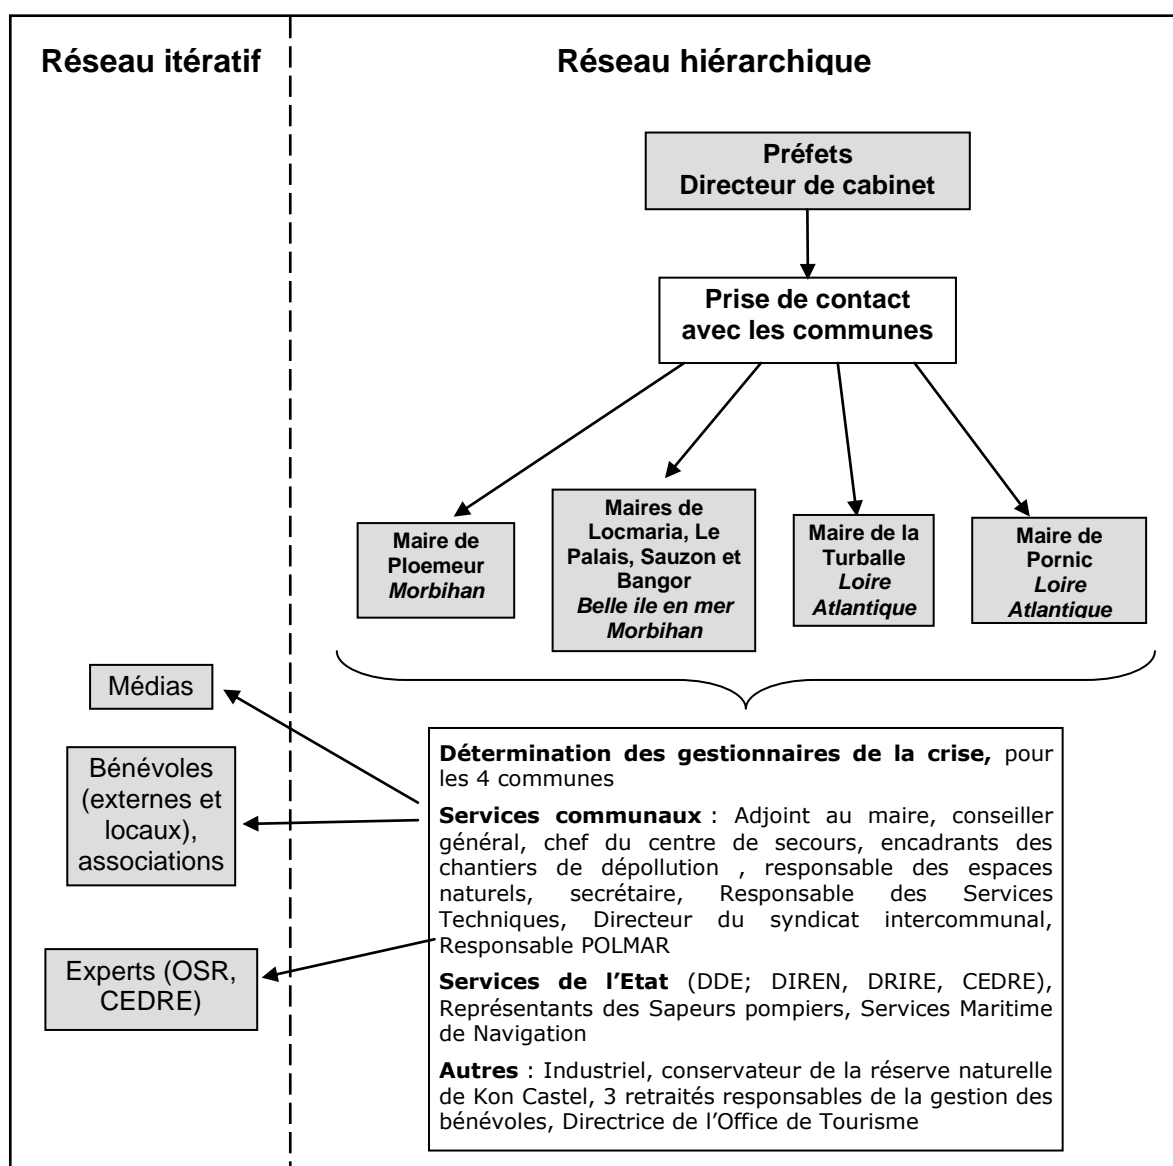 Réseau itératif
Réseau hiérarchique
Préfets
Directeur de cabinet
Prise de contact
avec les communes
Maire de
Ploemeur
Morbihan
Maires de
Locmaria, Le
Palais, Sauzon et
Bangor
Belle ile en mer
Morbihan
Maire de la
Turballe
Loire
Atlantique
Maire de
Pornic
Loire
Atlantique
Médias
Bénévoles
(externes et
locaux),
associations
Experts (OSR,
CEDRE)
Détermination des gestionnaires de la crise, pour
les 4 communes
Services communaux : Adjoint au maire, conseiller
général, chef du centre de secours, encadrants des
chantiers de dépollution , responsable des espaces
naturels, secrétaire, Responsable des Services
Techniques, Directeur du syndicat intercommunal,
Responsable POLMAR
Services de l'Etat (DDE; DIREN, DRIRE, CEDRE),
Représentants des Sapeurs pompiers, Services Maritime
de Navigation
Autres : Industriel, conservateur de la réserve naturelle
de Kon Castel, 3 retraités responsables de la gestion des
bénévoles, Directrice de l'Office de Tourisme